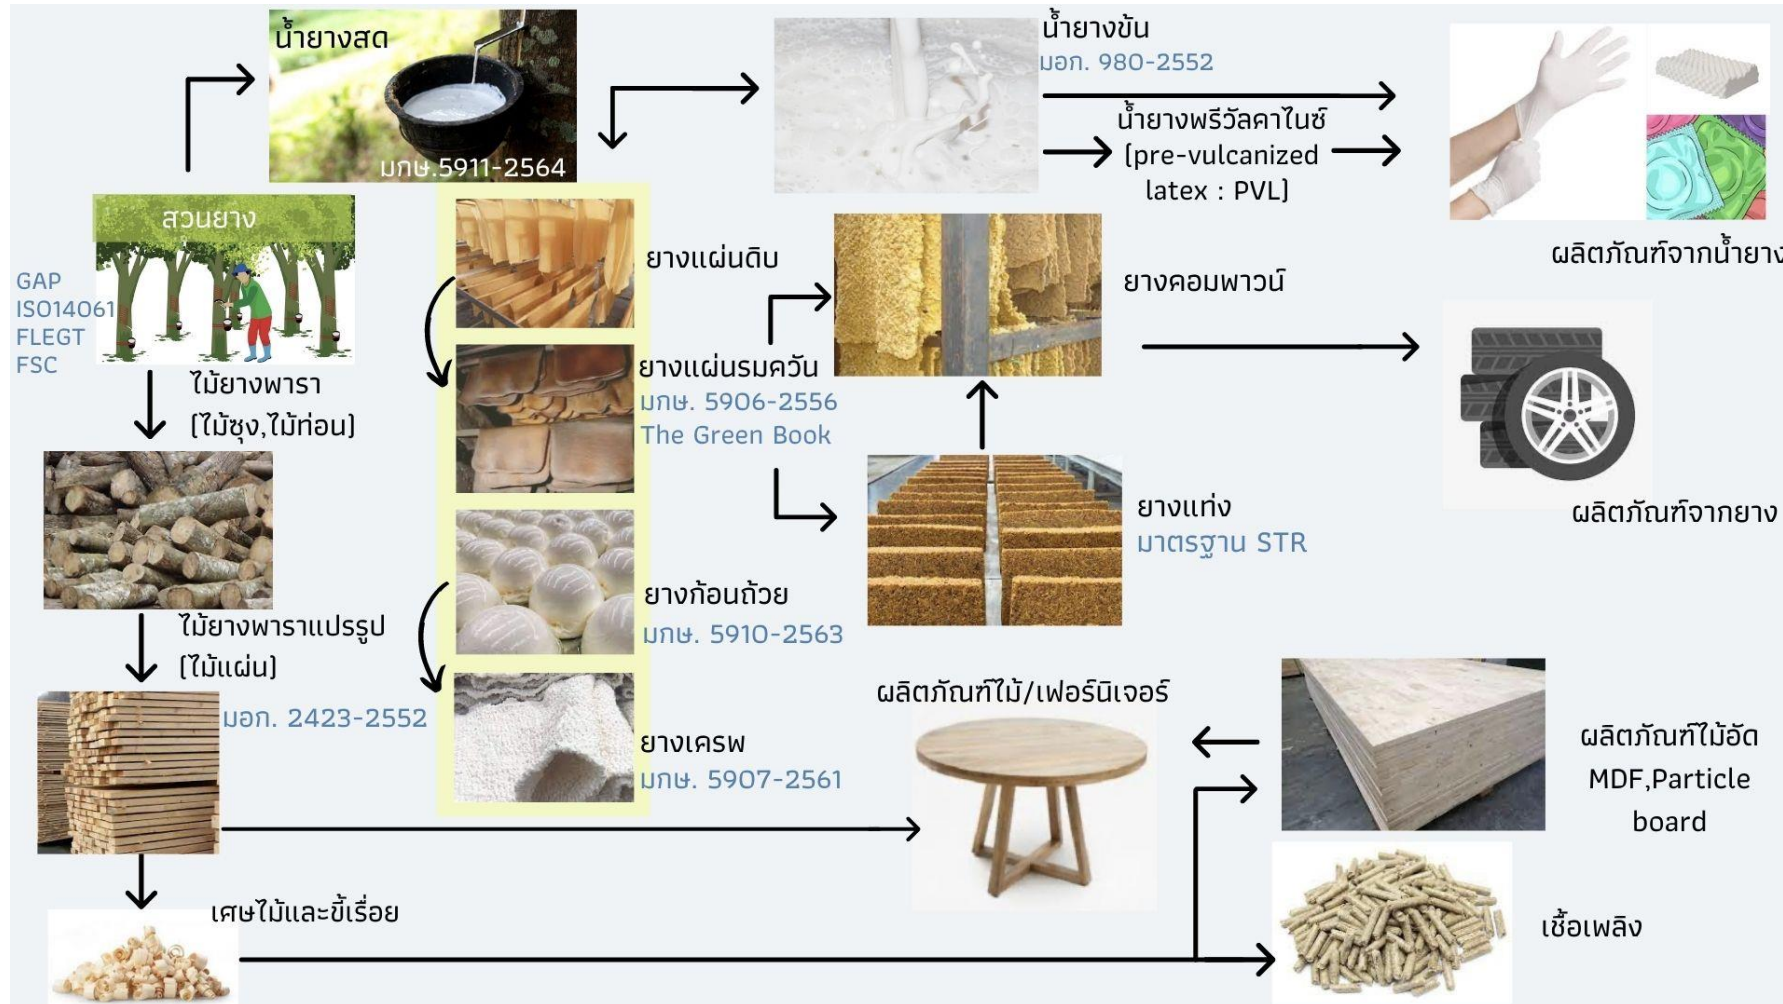 น้ำยางสด
มกษ.5911-2564
น้ำยางข้น
มอก. 980-2552
น้ำยางพรีวัลคาไนซ์
(pre-vulcanized
latex : PVL)
ผลิตภัณฑ์จากน้ำยาง
สวนยาง
GAP
ISO14061
FLEGT
FSC
ยางแผ่นดิบ
ยางแผ่นรมควัน
มกษ. 5906-2556
The Green Book
ยางคอมพาวน์
ผลิตภัณฑ์จากยาง
ไม้ยางพารา
(ไม้ซุง,ไม้ท่อน)
ยางแท่ง
มาตรฐาน STR
ยางก้อนถ้วย
มกษ. 5910-2563
ไม้ยางพาราแปรรูป
(ไม้แผ่น)
มอก. 2423-2552
ยางเครพ
มกษ. 5907-2561
ผลิตภัณฑ์ไม้/เฟอร์นิเจอร์
ผลิตภัณฑ์ไม้อัด
MDF,Particle
board
เศษไม้และขี้เรื่อย
เชื้อเพลิง